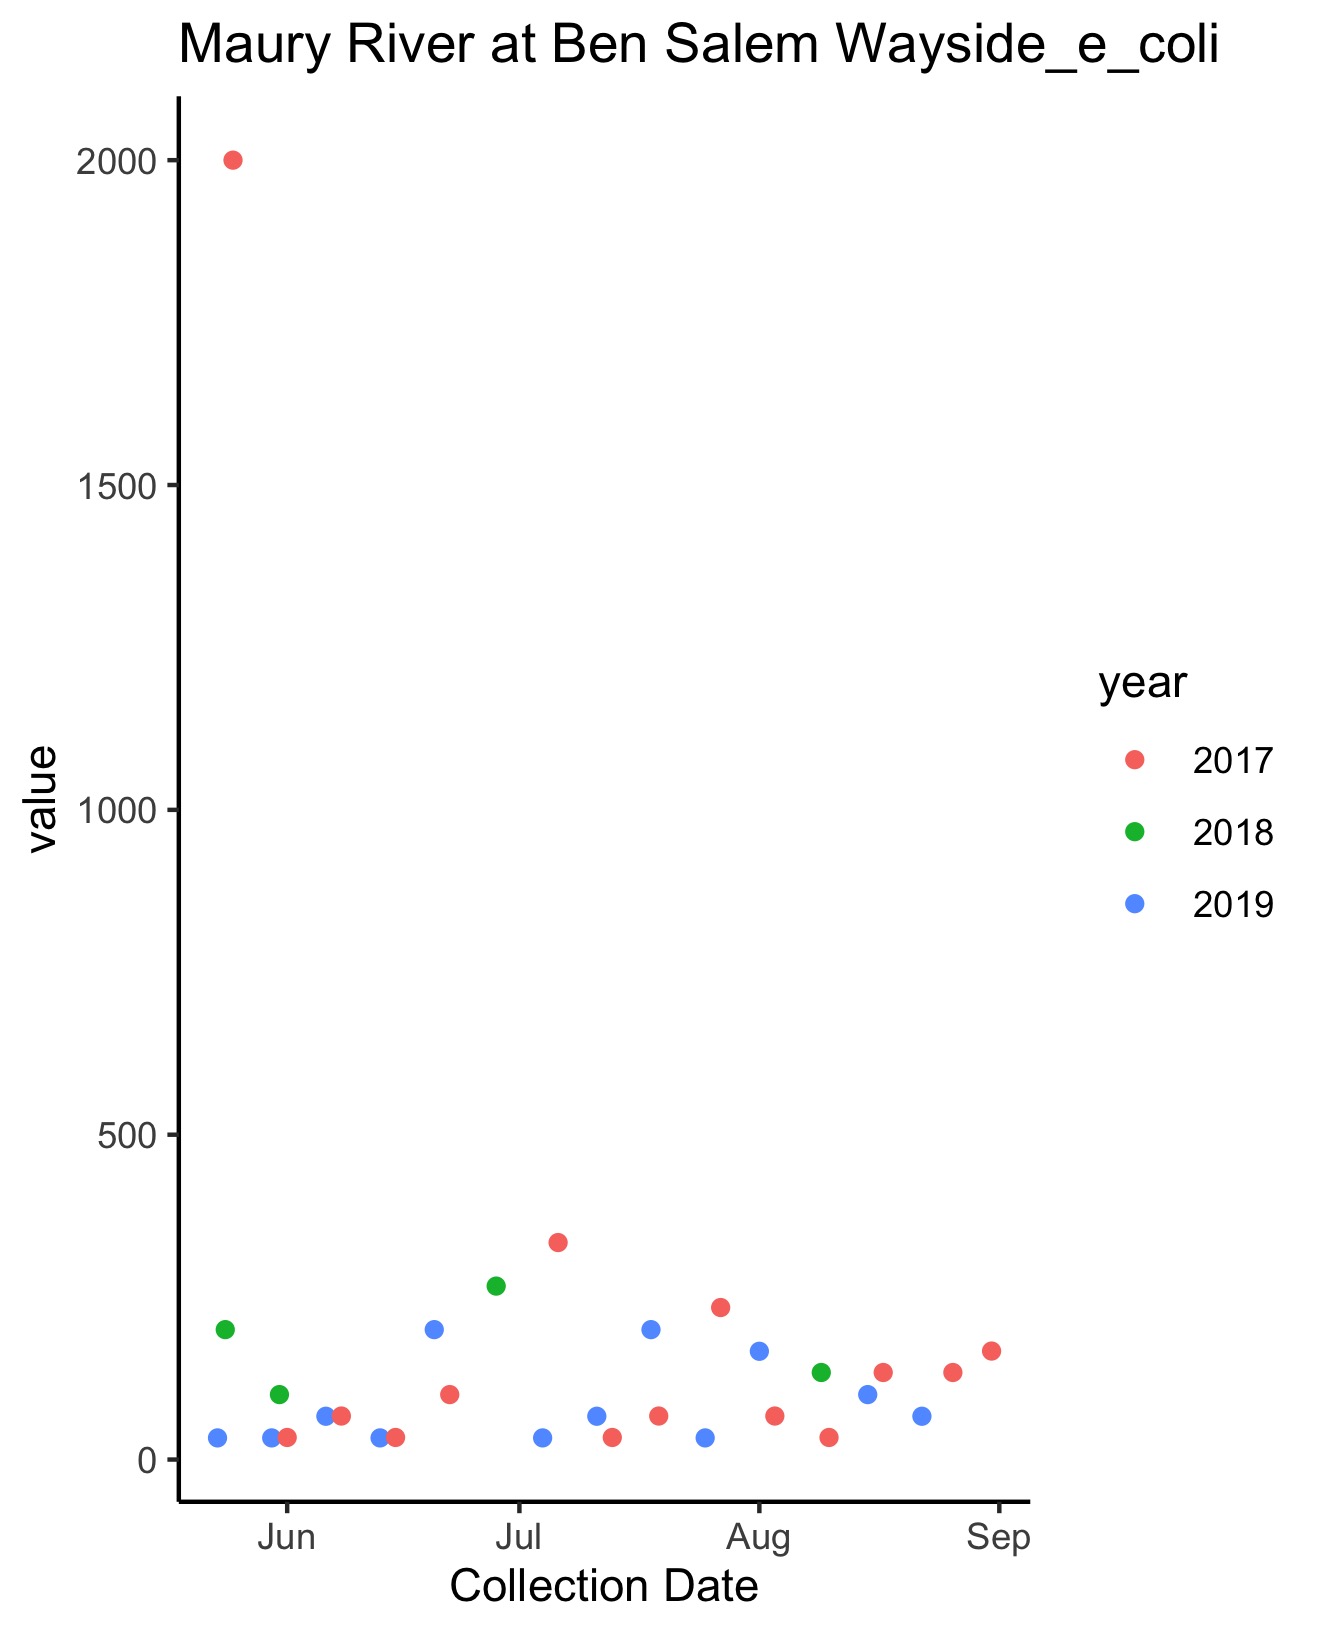 Maury River at Ben Salem Wayside_e_coli
2000
1500
1000
500
0
value
Jun Jul Aug Sep
Collection Date
year
2017
2018
2019